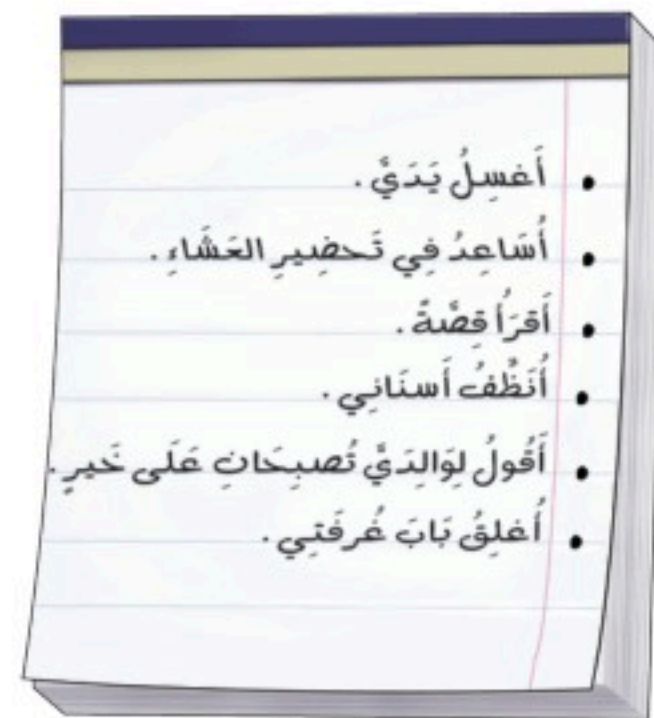 • أَغسِلُ يَدَيَّ.
• أُسَاعِدُ فِي تَحضِيرِ العَشَاءِ.
• أَقرَأُ قِصَّةً.
• أُنَظِّفُ أَسنَانِي.
• أَقُولُ لِوَالِدَيَّ تُصبِحَانِ عَلَى خَيرٍ.
• أُغلِقُ بَابَ غُرفَتِي.